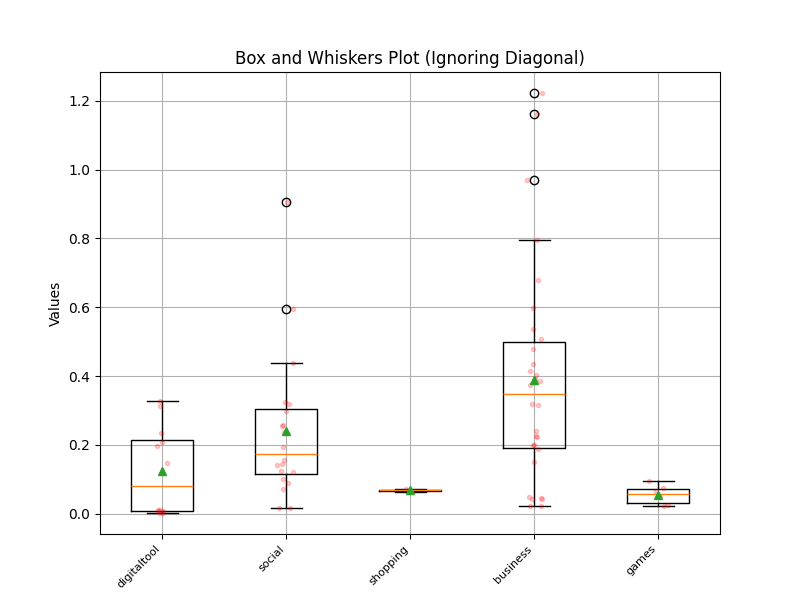 Box and Whiskers Plot (Ignoring Diagonal)
1.2
1.0
0.8
0.6
0.4
0.2
0.0
Values
digitaltool
social
shopping
business
games